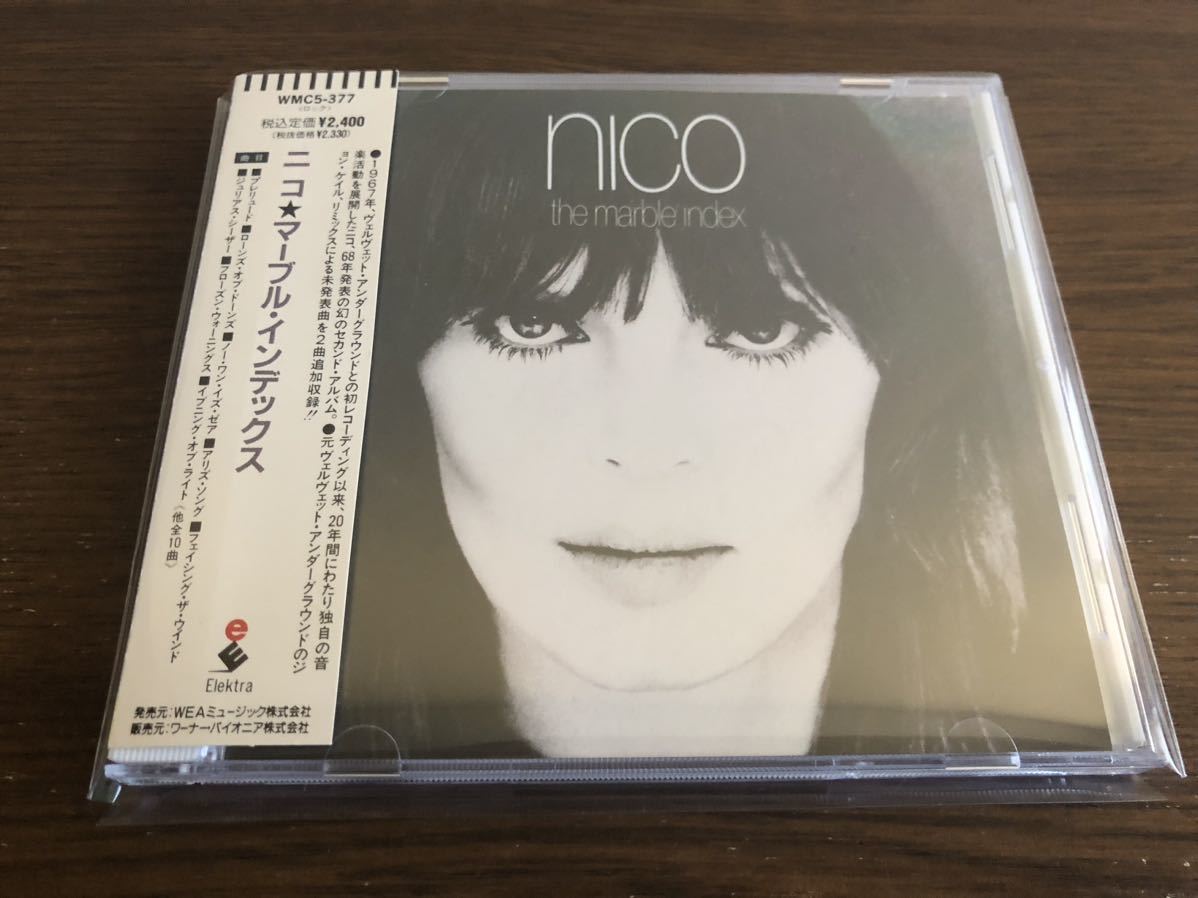 WMC5-377
〈ロック〉
税込定価¥2,400
(税抜価格¥2,330)
●1967年、ヴェルヴェット・アンダーグラウンドとの初レコーディング以来、20年間にわたり独自の音
楽活動を展開したニコ、68年発表の幻のセカンド・アルバム。●元ヴェルヴェット・アンダーグラウンドのジ
ョン・ケイル、リミックスによる未発表曲を2曲追加収録!!
ニコ★マーブル・インデックス
曲目
■プレリュード■ローンズ・オブ・ドーンズ■ノー・ワン・イズ・ゼア■アリズ・ソング■フェイシング・ザ・ウインド
■ジュリアス・シーザー■フローズン・ウォーニングス■イブニング・オブ・ライト《他全10曲》
e
E
Elektra
発売元:WEAミュージック株式会社
販売元:ワーナー・パイオニア株式会社
nico
the marble index